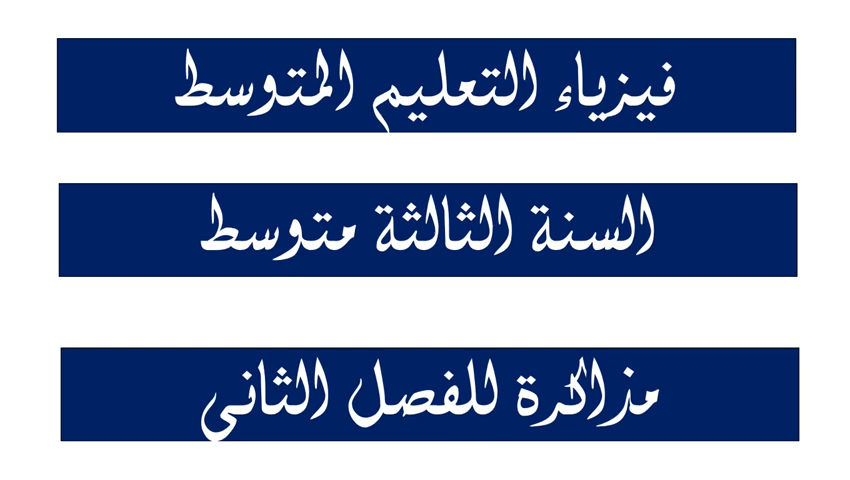 فيزياء التعليم المتوسط
السنة الثالثة متوسط
مذاكرة للفصل الثاني